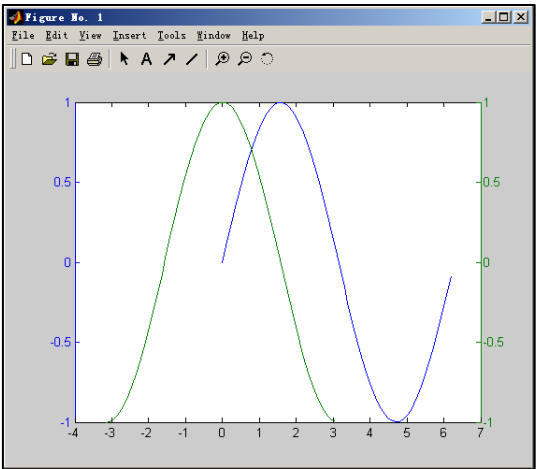 Figure No. 1
File Edit View Insert Tools Window Help
A
1 1
0.5 0.5
0 0
-0.5 -0.5
-1 -1
-4 -3 -2 -1 0 1 2 3 4 5 6 7